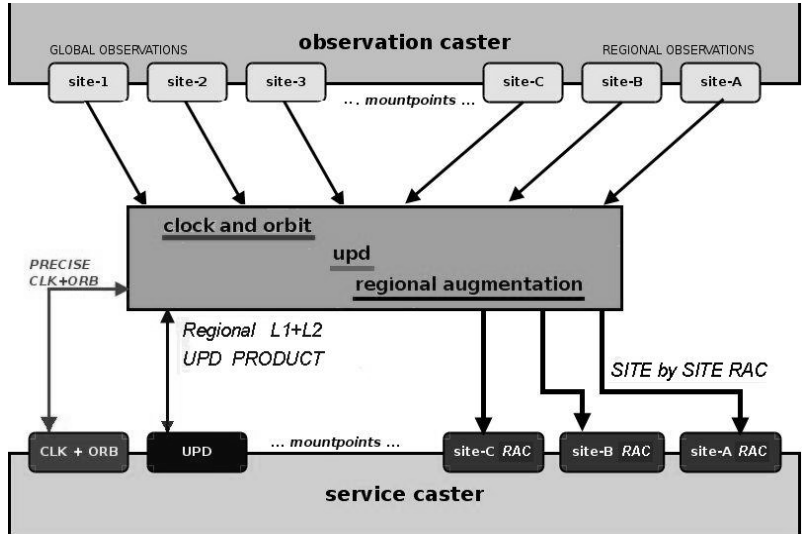 observation caster
GLOBAL OBSERVATIONS
REGIONAL OBSERVATIONS
site-1
site-2
site-3
... mountpoints ...
site-C
site-B
site-A
clock and orbit
upd
regional augmentation
PRECISE
CLK+ORB
Regional L1+L2
UPD PRODUCT
SITE by SITE RAC
CLK + ORB
UPD
... mountpoints ...
site-C RAC
site-B RAC
site-A RAC
service caster